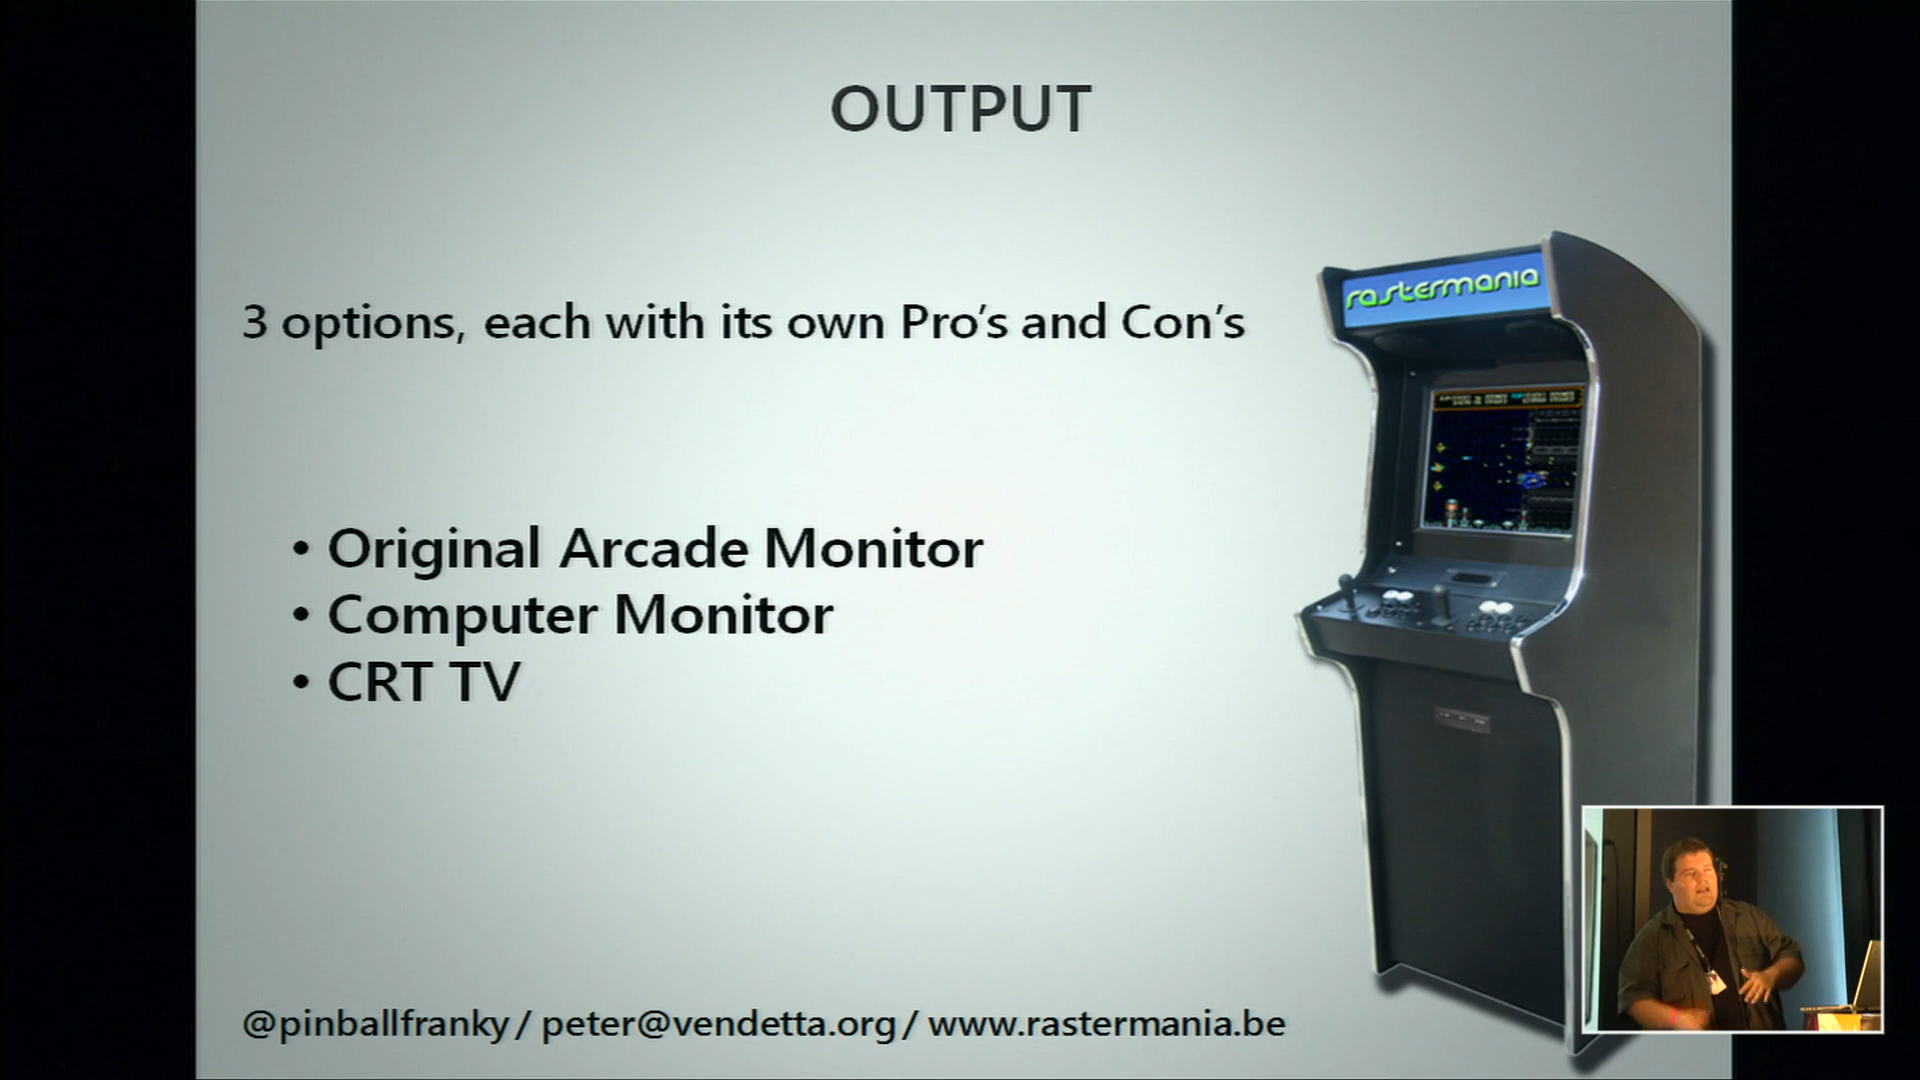 OUTPUT
3 options, each with its own Pro’s and Con’s
rastermania
• Original Arcade Monitor
• Computer Monitor
• CRT TV
@pinballfranky / peter@vendetta.org / www.rastermania.be